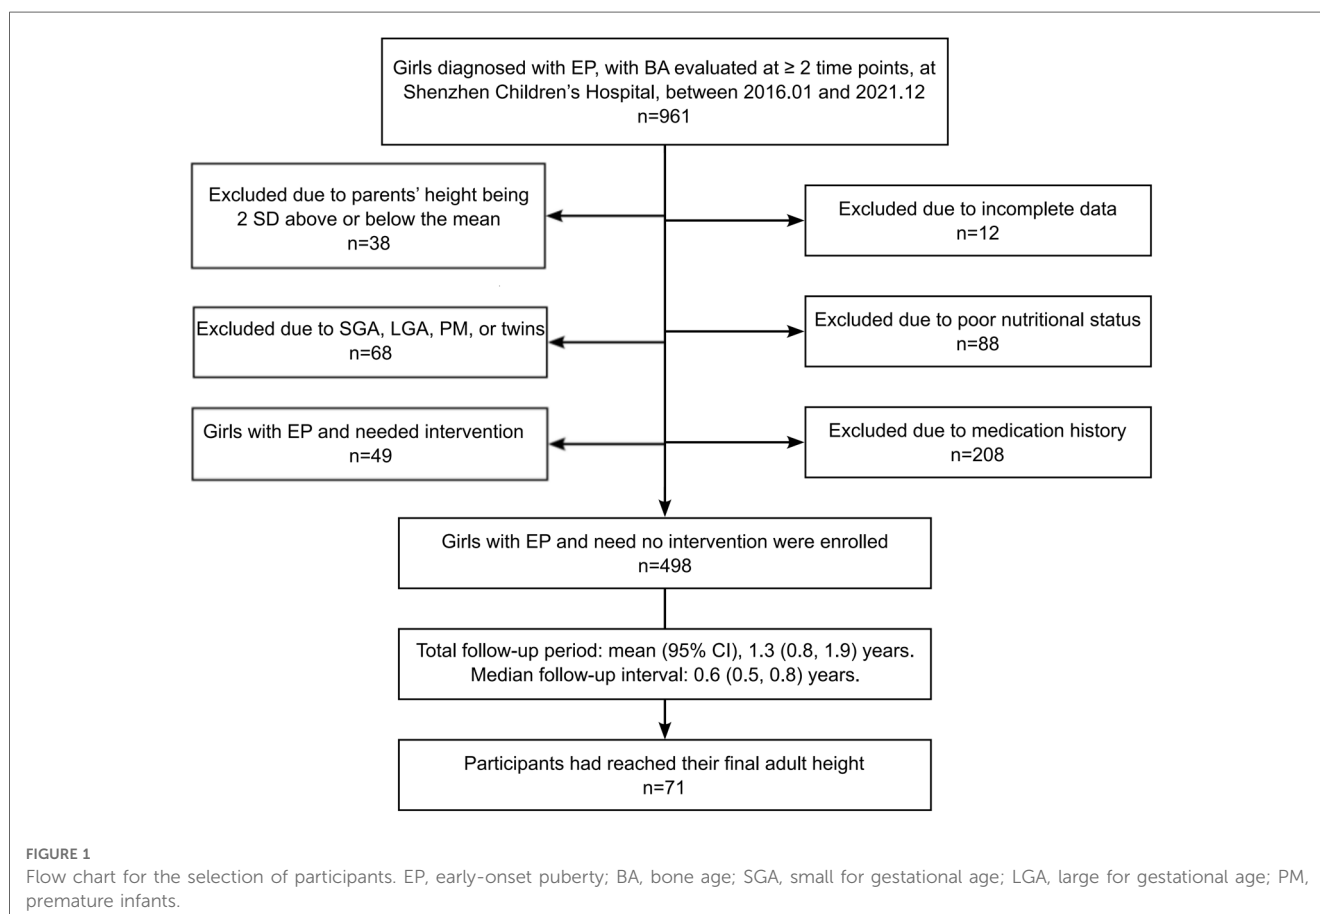 Girls diagnosed with EP, with BA evaluated at ≥ 2 time points, at
Shenzhen Children's Hospital, between 2016.01 and 2021.12
n=961
Excluded due to parents' height being
2 SD above or below the mean
n=38
Excluded due to incomplete data
n=12
Excluded due to SGA, LGA, PM, or twins
n=68
Excluded due to poor nutritional status
n=88
Girls with EP and needed intervention
n=49
Excluded due to medication history
n=208
Girls with EP and need no intervention were enrolled
n=498
Total follow-up period: mean (95% CI), 1.3 (0.8, 1.9) years.
Median follow-up interval: 0.6 (0.5, 0.8) years.
Participants had reached their final adult height
n=71
FIGURE 1
Flow chart for the selection of participants. EP, early-onset puberty; BA, bone age; SGA, small for gestational age; LGA, large for gestational age; PM,
premature infants.